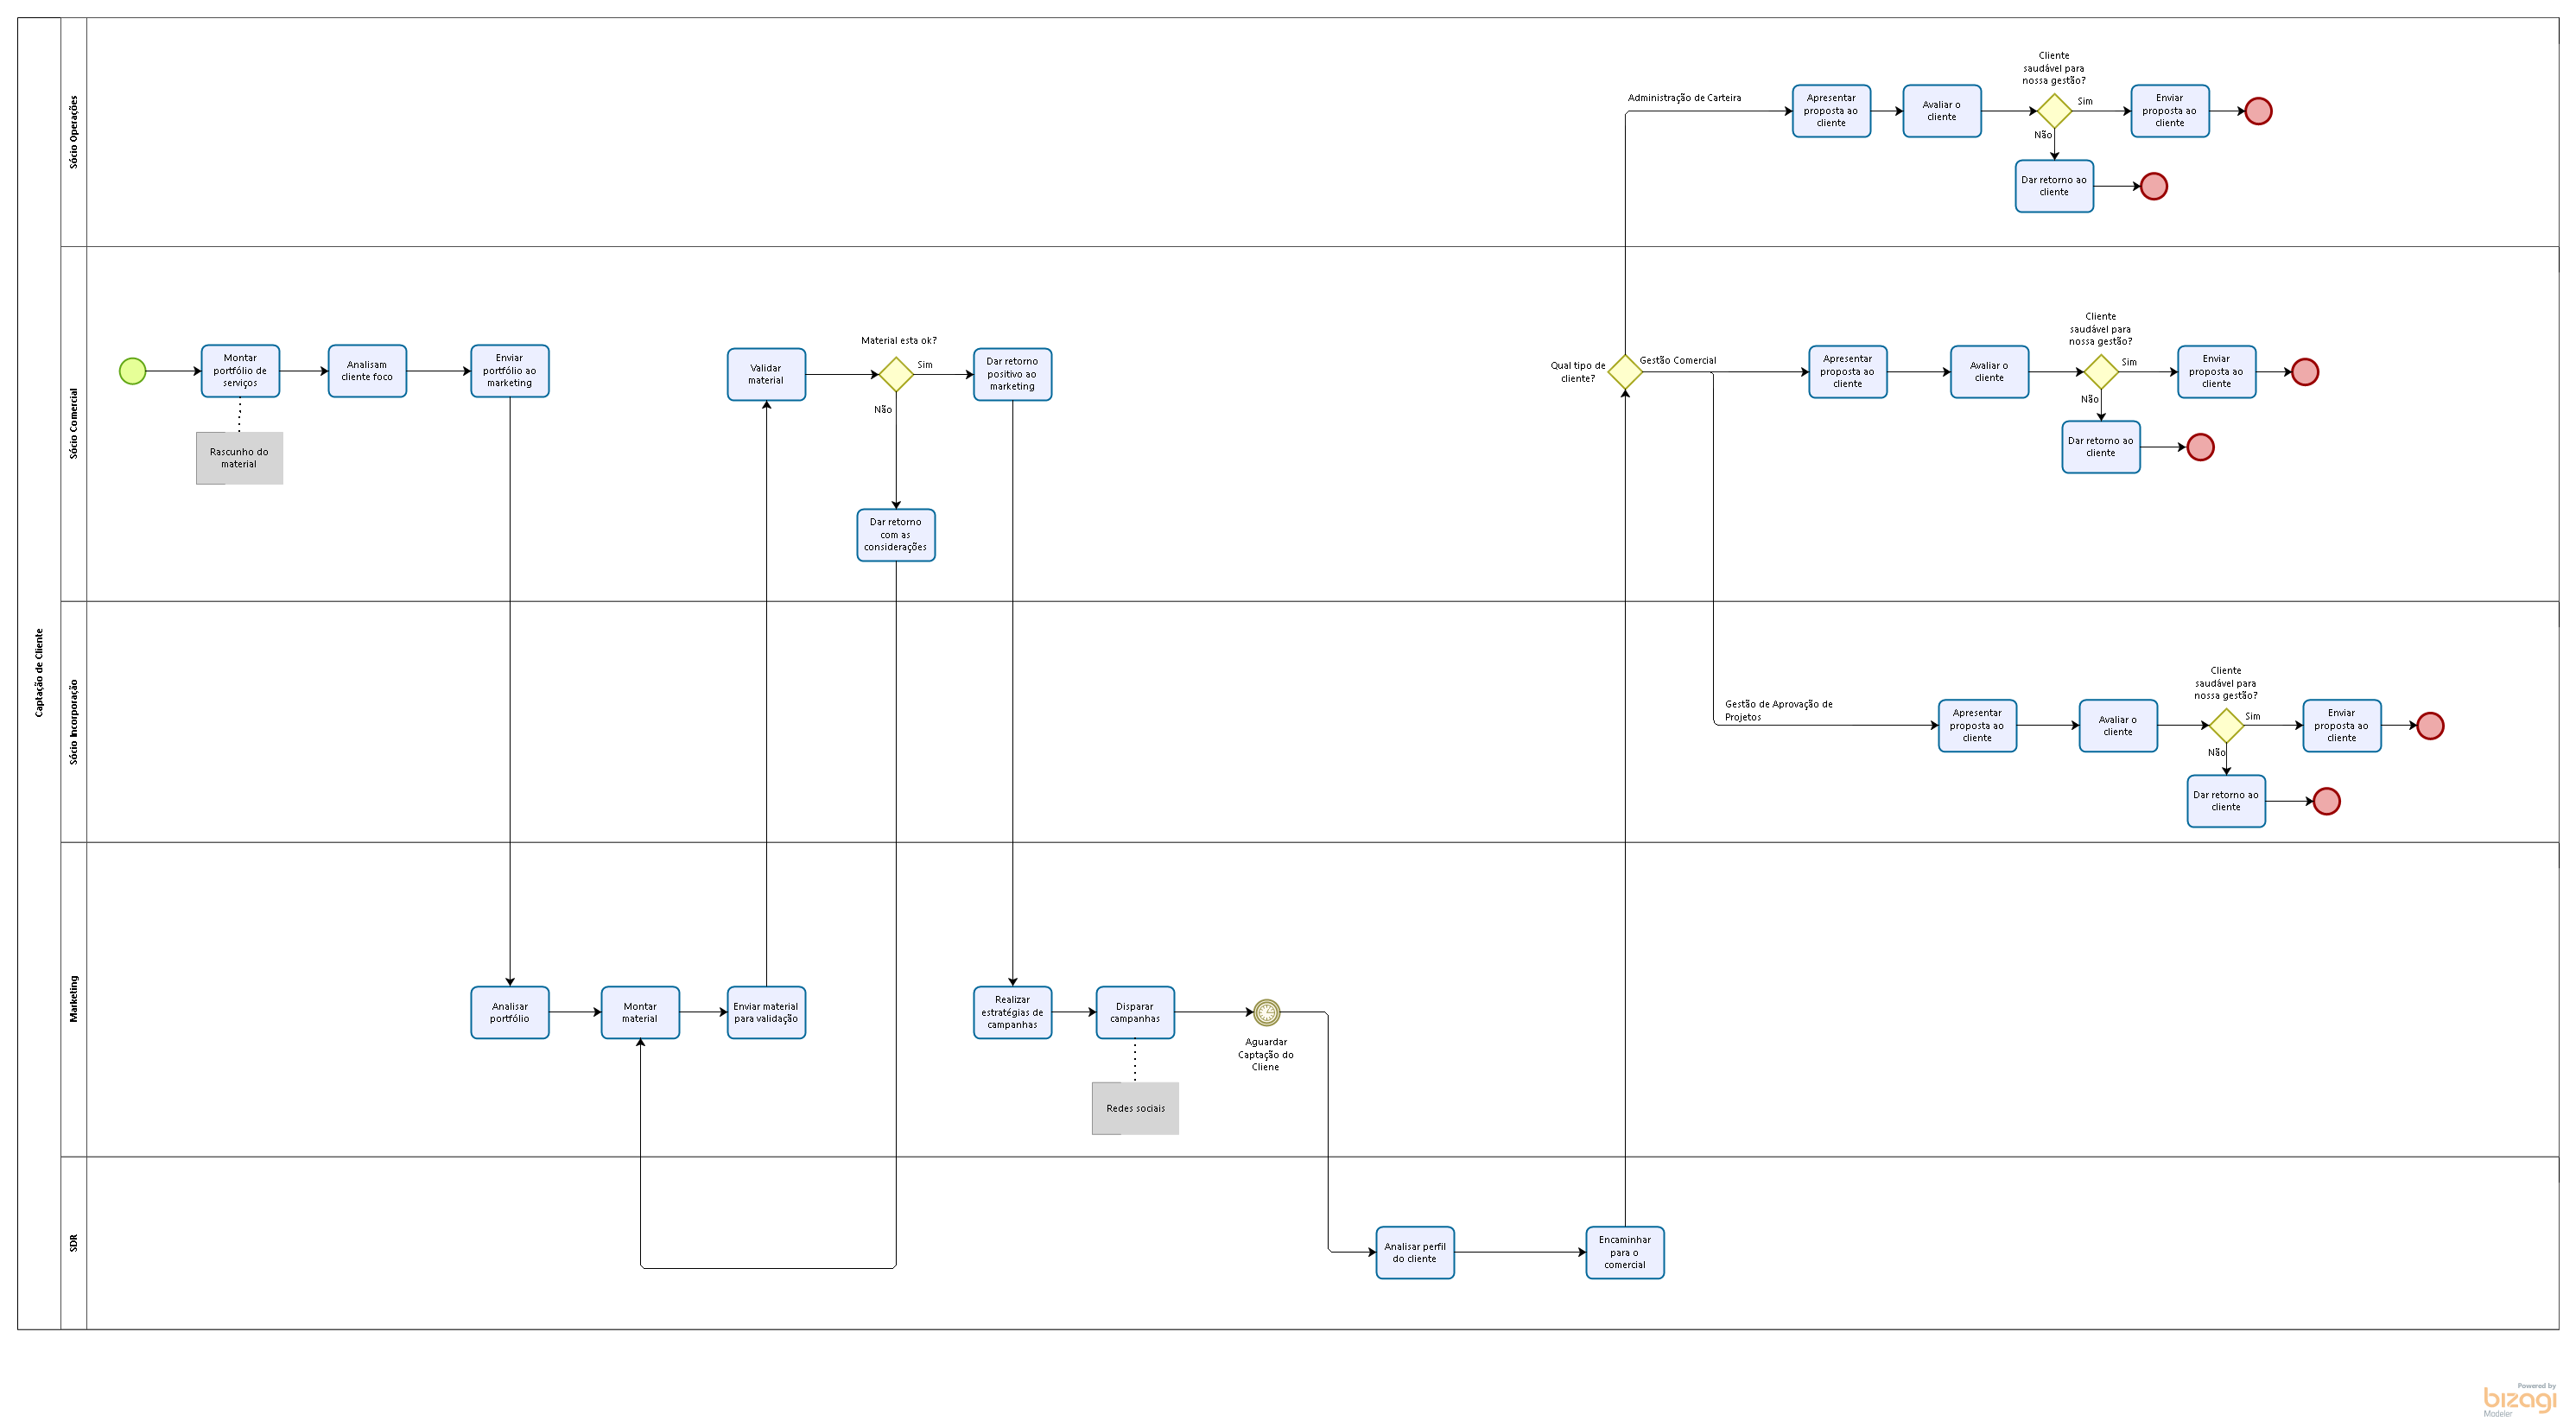 Captação de Cliente
Sócio Operações
Administração de Carteira
Apresentar
proposta ao
cliente
Avaliar o
cliente
Cliente
saudável para
nossa gestão?
Sim
Não
Enviar
proposta ao
cliente
Dar retorno ao
cliente
Sócio Comercial
Montar
portfólio de
serviços
Rascunho do
material
Analisam
cliente foco
Enviar
portfólio ao
marketing
Validar
material
Material esta ok?
Sim
Não
Dar retorno
positivo ao
marketing
Dar retorno
com as
considerações
Qual tipo de
cliente?
Gestão Comercial
Apresentar
proposta ao
cliente
Avaliar o
cliente
Cliente
saudável para
nossa gestão?
Sim
Não
Enviar
proposta ao
cliente
Dar retorno ao
cliente
Sócio Incorporação
Gestão de Aprovação de
Projetos
Apresentar
proposta ao
cliente
Avaliar o
cliente
Cliente
saudável para
nossa gestão?
Sim
Não
Enviar
proposta ao
cliente
Dar retorno ao
cliente
Marketing
Analisar
portfólio
Montar
material
Enviar material
para validação
Realizar
estratégias de
campanhas
Disparar
campanhas
Redes sociais
Aguardar
Captação do
Cliene
SDR
Analisar perfil
do cliente
Encaminhar
para o
comercial
Powered by
bizagi
Modeler